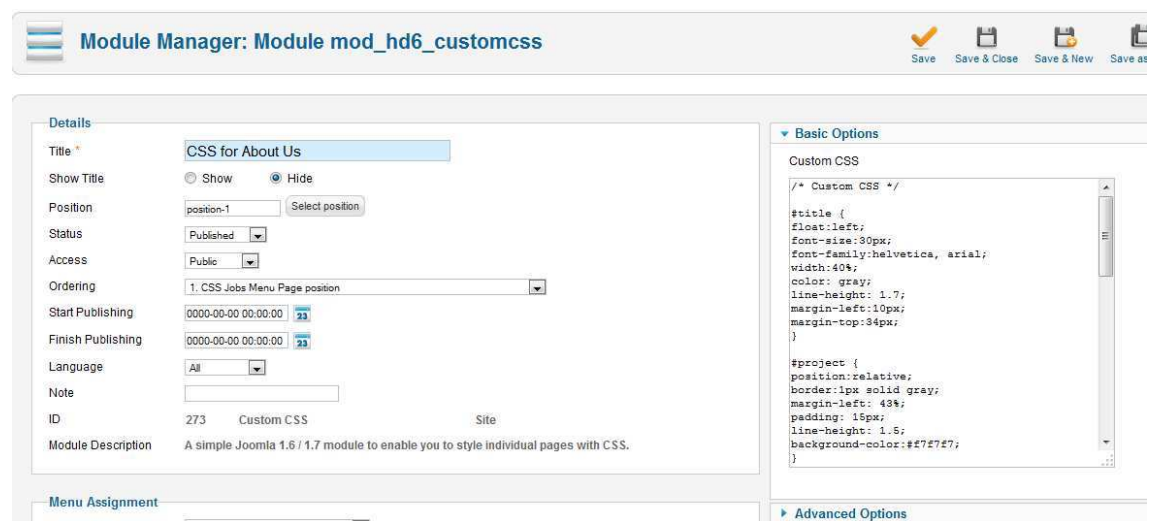 Module Manager: Module mod_hd6_customcss
Save
Save & Close
Save & New
Save as
Details
Title *
CSS for About Us
Show Title
Show
Hide
Position
position-1
Select position
Status
Published
Access
Public
Ordering
1. CSS Jobs Menu Page position
Start Publishing
0000-00-00 00:00:00
23
Finish Publishing
0000-00-00 00:00:00
23
Language
All
Note
ID
273 Custom CSS Site
Module Description
A simple Joomla 1.6 / 1.7 module to enable you to style individual pages with CSS.
Menu Assignment
Basic Options
Custom CSS
/* Custom CSS */
#title {
float:left;
font-size:30px;
font-family:helvetica, arial;
width:40%;
color: gray;
line-height: 1.7;
margin-left:10px;
margin-top:34px;
}
#project {
position:relative;
border:1px solid gray;
margin-left: 43%;
padding: 15px;
line-height: 1.5;
background-color:#f7f7f7;
}
Advanced Options